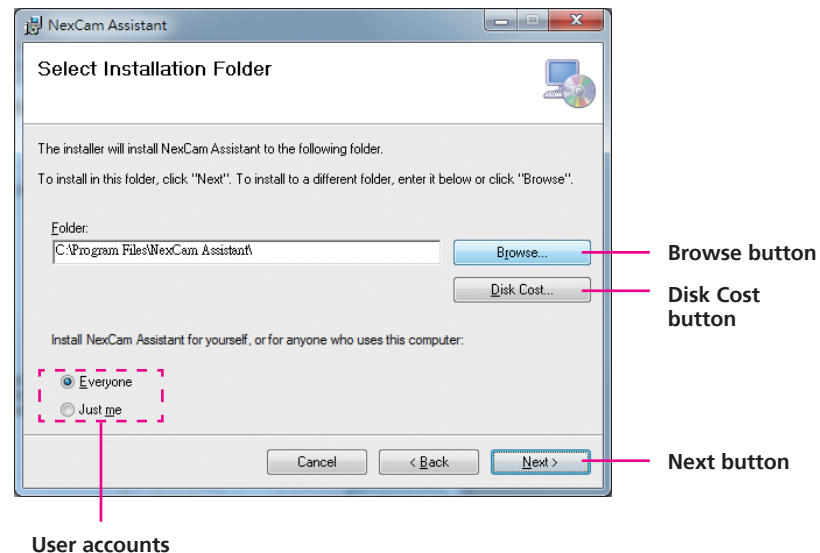 NexCam Assistant
Select Installation Folder
The installer will install NexCam Assistant to the following folder.
To install in this folder, click "Next". To install to a different folder, enter it below or click "Browse".
Folder:
C:\Program Files\NexCam Assistant\
Browse...
Browse button
Disk Cost...
Disk Cost
button
Install NexCam Assistant for yourself, or for anyone who uses this computer:
Everyone
Just me
Cancel
< Back
Next >
Next button
User accounts